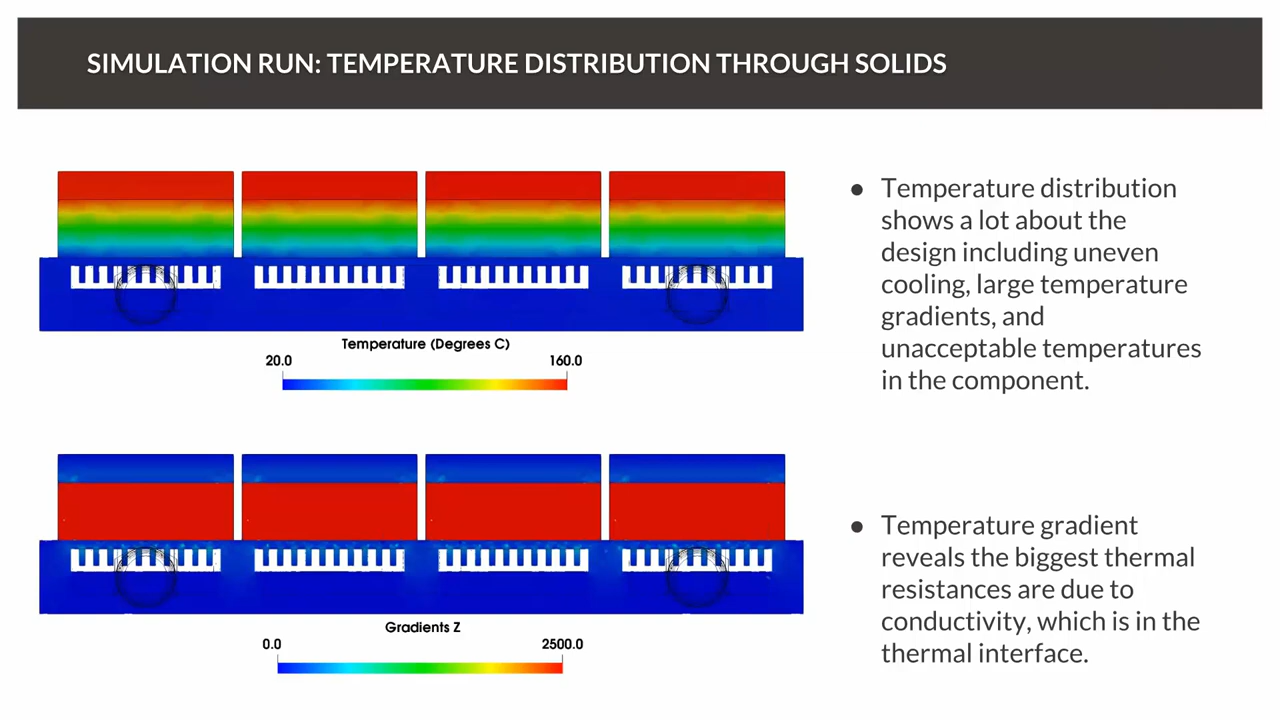 SIMULATION RUN: TEMPERATURE DISTRIBUTION THROUGH SOLIDS
Temperature (Degrees C)
20.0 160.0
● Temperature distribution
shows a lot about the
design including uneven
cooling, large temperature
gradients, and
unacceptable temperatures
in the component.
Gradients Z
0.0 2500.0
● Temperature gradient
reveals the biggest thermal
resistances are due to
conductivity, which is in the
thermal interface.